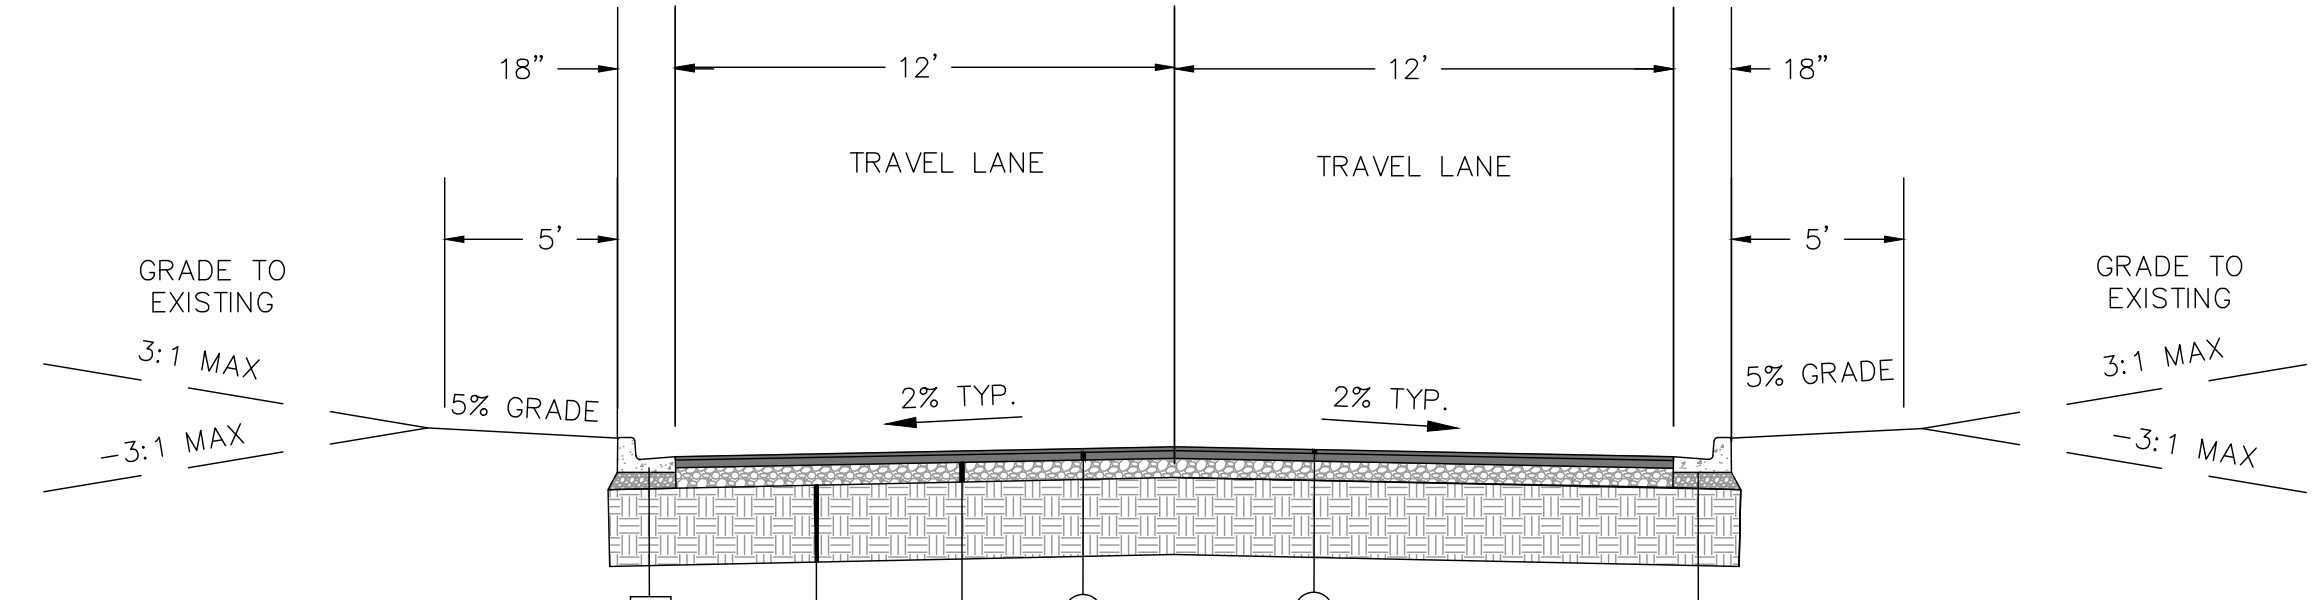 18” 12’ 12’ 18”
TRAVEL LANE TRAVEL LANE
5’ 5’
GRADE TO
EXISTING
GRADE TO
EXISTING
3:1 MAX
5% GRADE
-3:1 MAX
2% TYP. 2% TYP.
5% GRADE
3:1 MAX
-3:1 MAX